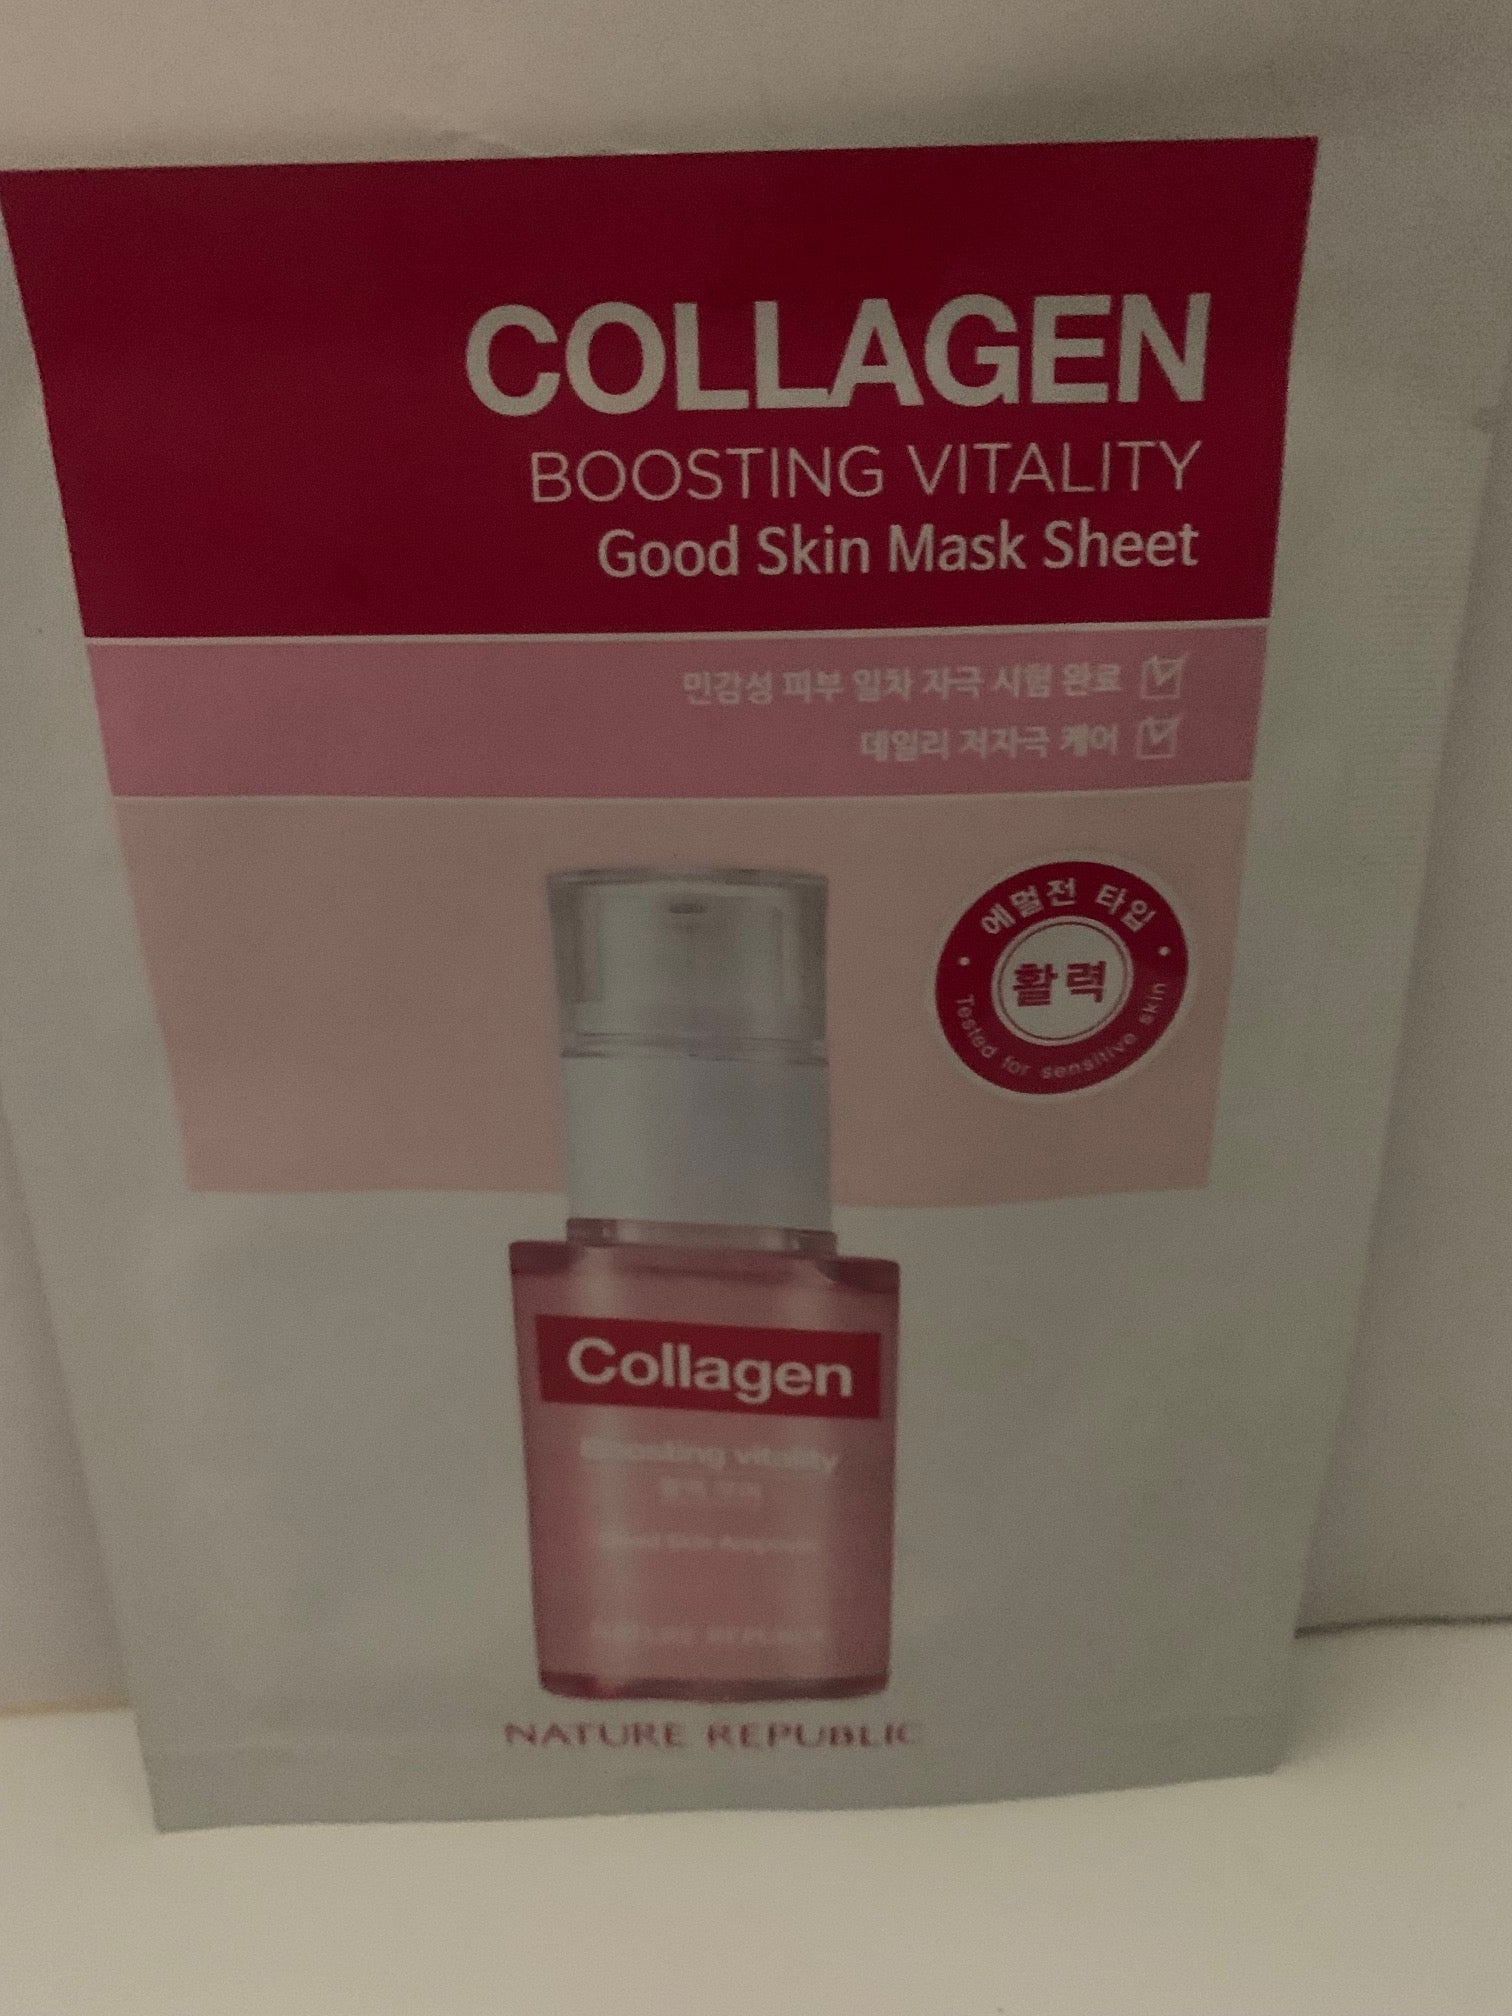 COLLAGEN
BOOSTING VITALITY
Good Skin Mask Sheet
민감성 피부 일차 자극 시험 완료
데일리 저자극 케어
에멀전 타입
활력
Tested for sensitive skin
Collagen
Boosting vitality
NATURE REPUBLIC
NATURE REPUBLIC